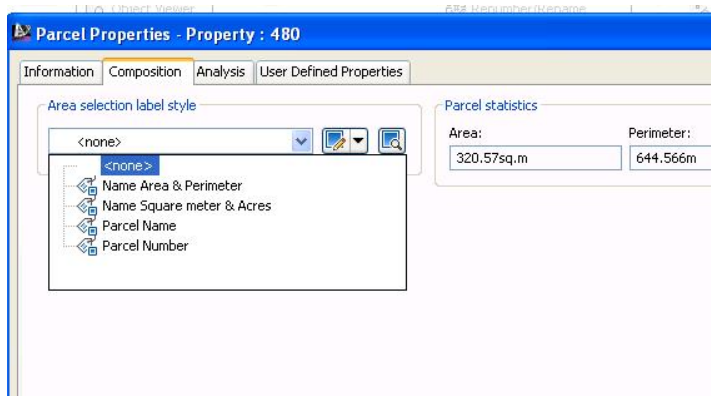 Object Viewer Renumber/Rename
Parcel Properties - Property : 480
Information Composition Analysis User Defined Properties
Area selection label style
<none>
<none>
Name Area & Perimeter
Name Square meter & Acres
Parcel Name
Parcel Number
Parcel statistics
Area: Perimeter:
320.57sq.m 644.566m